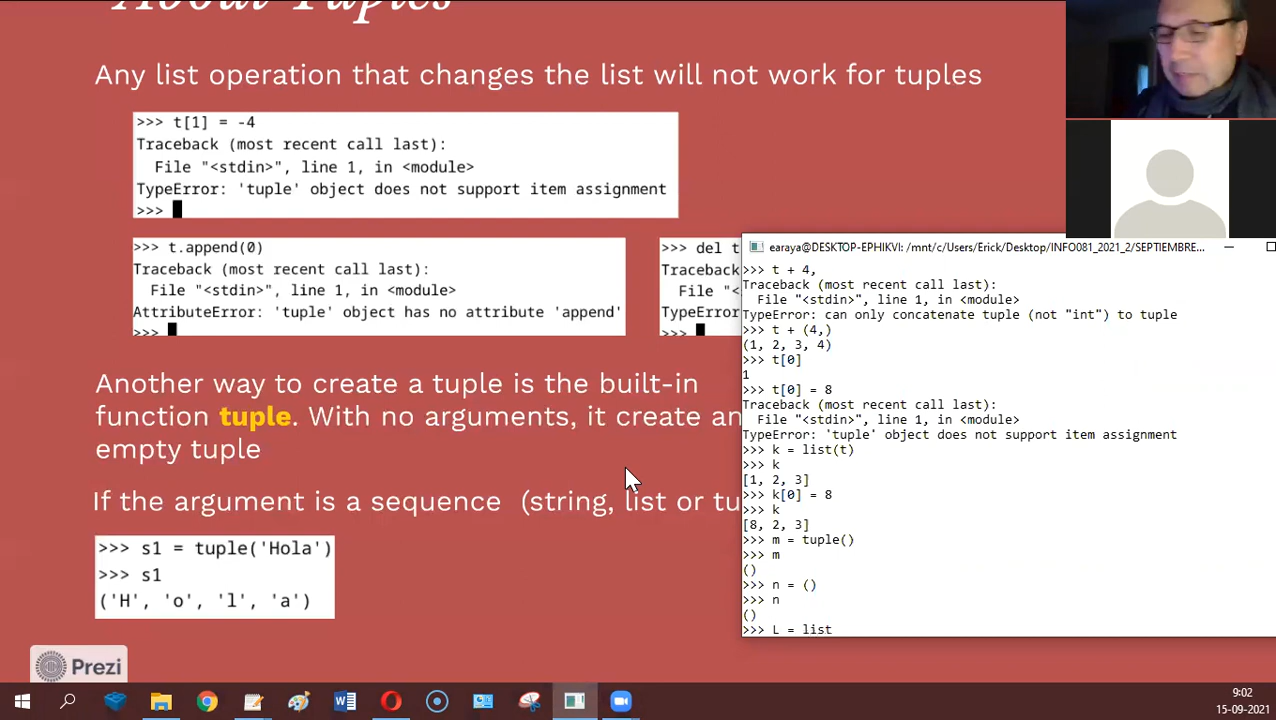 About Tuples
Any list operation that changes the list will not work for tuples
>>> t[1] = -4
Traceback (most recent call last):
File "<stdin>", line 1, in <module>
TypeError: 'tuple' object does not support item assignment
>>>
>>> t.append(0)
Traceback (most recent call last):
File "<stdin>", line 1, in <module>
AttributeError: 'tuple' object has no attribute 'append'
>>>
>>> del t
Traceback
File "<
TypeError
>>>
Another way to create a tuple is the built-in
function tuple. With no arguments, it create an
empty tuple
If the argument is a sequence (string, list or tu
>>> s1 = tuple('Hola')
>>> s1
('H', 'o', 'l', 'a')
Prezi
earaya@DESKTOP-EPHIKVI: /mnt/c/Users/Erick/Desktop/INFO081_2021_2/SEPTIEMBRE...
>>> t + 4,
Traceback (most recent call last):
File "<stdin>", line 1, in <module>
TypeError: can only concatenate tuple (not "int") to tuple
>>> t + (4,)
(1, 2, 3, 4)
>>> t[0]
1
>>> t[0] = 8
Traceback (most recent call last):
File "<stdin>", line 1, in <module>
TypeError: 'tuple' object does not support item assignment
>>> k = list(t)
>>> k
[1, 2, 3]
>>> k[0] = 8
>>> k
[8, 2, 3]
>>> m = tuple()
>>> m
()
>>> n = ()
>>> n
()
>>> L = list
9:02
15-09-2021